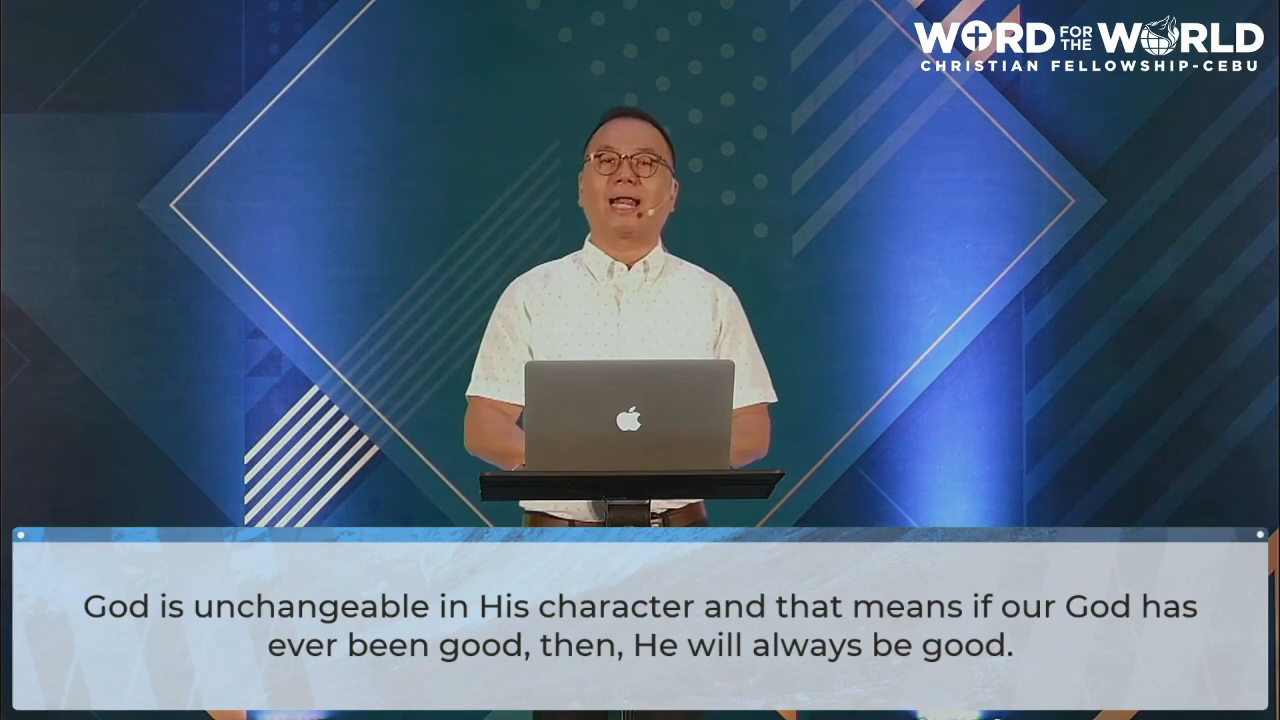 WORD FOR THE WORLD
CHRISTIAN FELLOWSHIP-CEBU
God is unchangeable in His character and that means if our God has
ever been good, then, He will always be good.